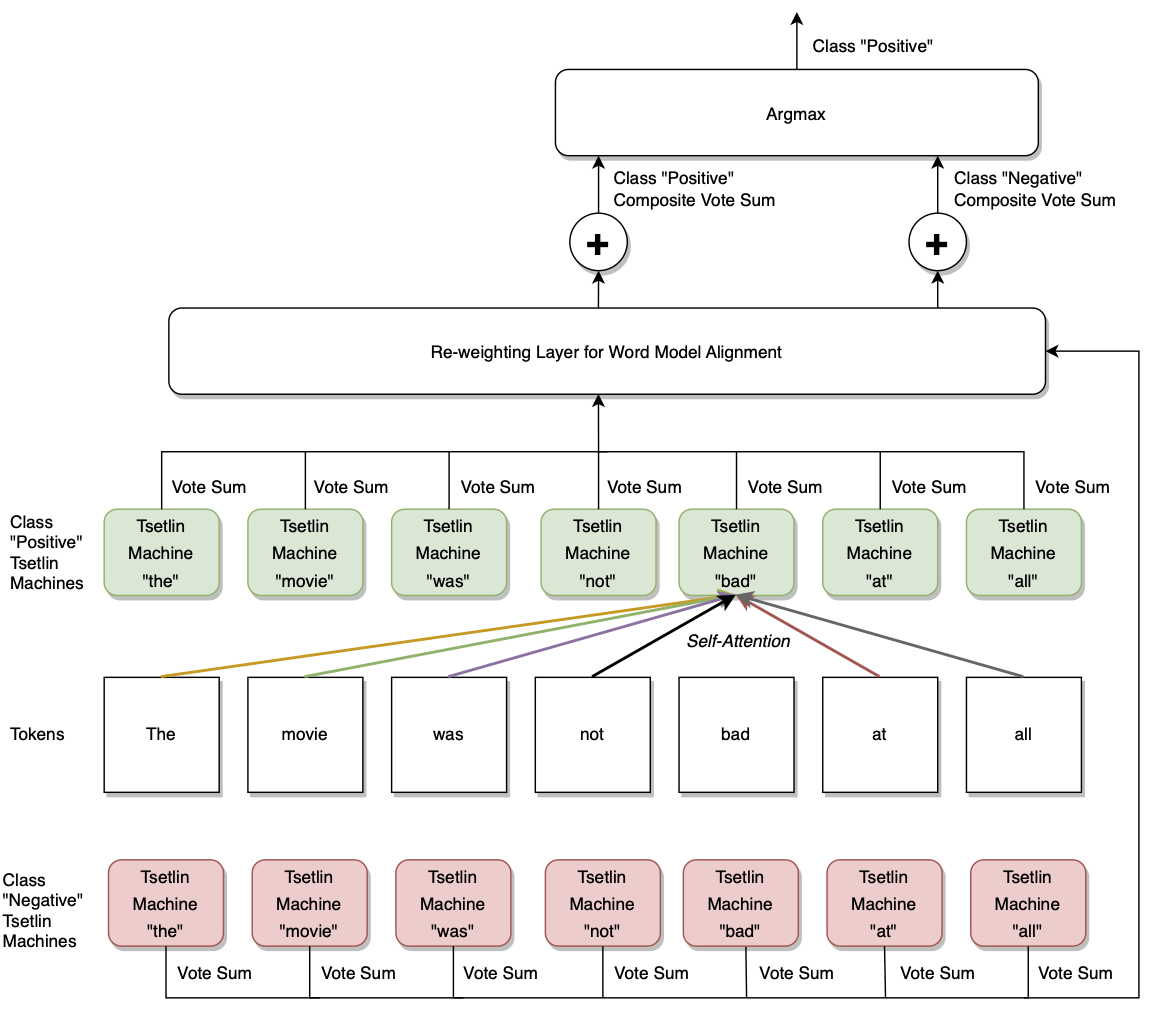 Class "Positive"
Argmax
Class "Positive"
Composite Vote Sum
Class "Negative"
Composite Vote Sum
+
+
Re-weighting Layer for Word Model Alignment
Vote Sum
Vote Sum
Vote Sum
Vote Sum
Vote Sum
Vote Sum
Vote Sum
Class
"Positive"
Tsetlin
Machines
Tsetlin
Machine
"the"
Tsetlin
Machine
"movie"
Tsetlin
Machine
"was"
Tsetlin
Machine
"not"
Tsetlin
Machine
"bad"
Tsetlin
Machine
"at"
Tsetlin
Machine
"all"
Self-Attention
Tokens
The
movie
was
not
bad
at
all
Class
"Negative"
Tsetlin
Machines
Tsetlin
Machine
"the"
Tsetlin
Machine
"movie"
Tsetlin
Machine
"was"
Tsetlin
Machine
"not"
Tsetlin
Machine
"bad"
Tsetlin
Machine
"at"
Tsetlin
Machine
"all"
Vote Sum
Vote Sum
Vote Sum
Vote Sum
Vote Sum
Vote Sum
Vote Sum